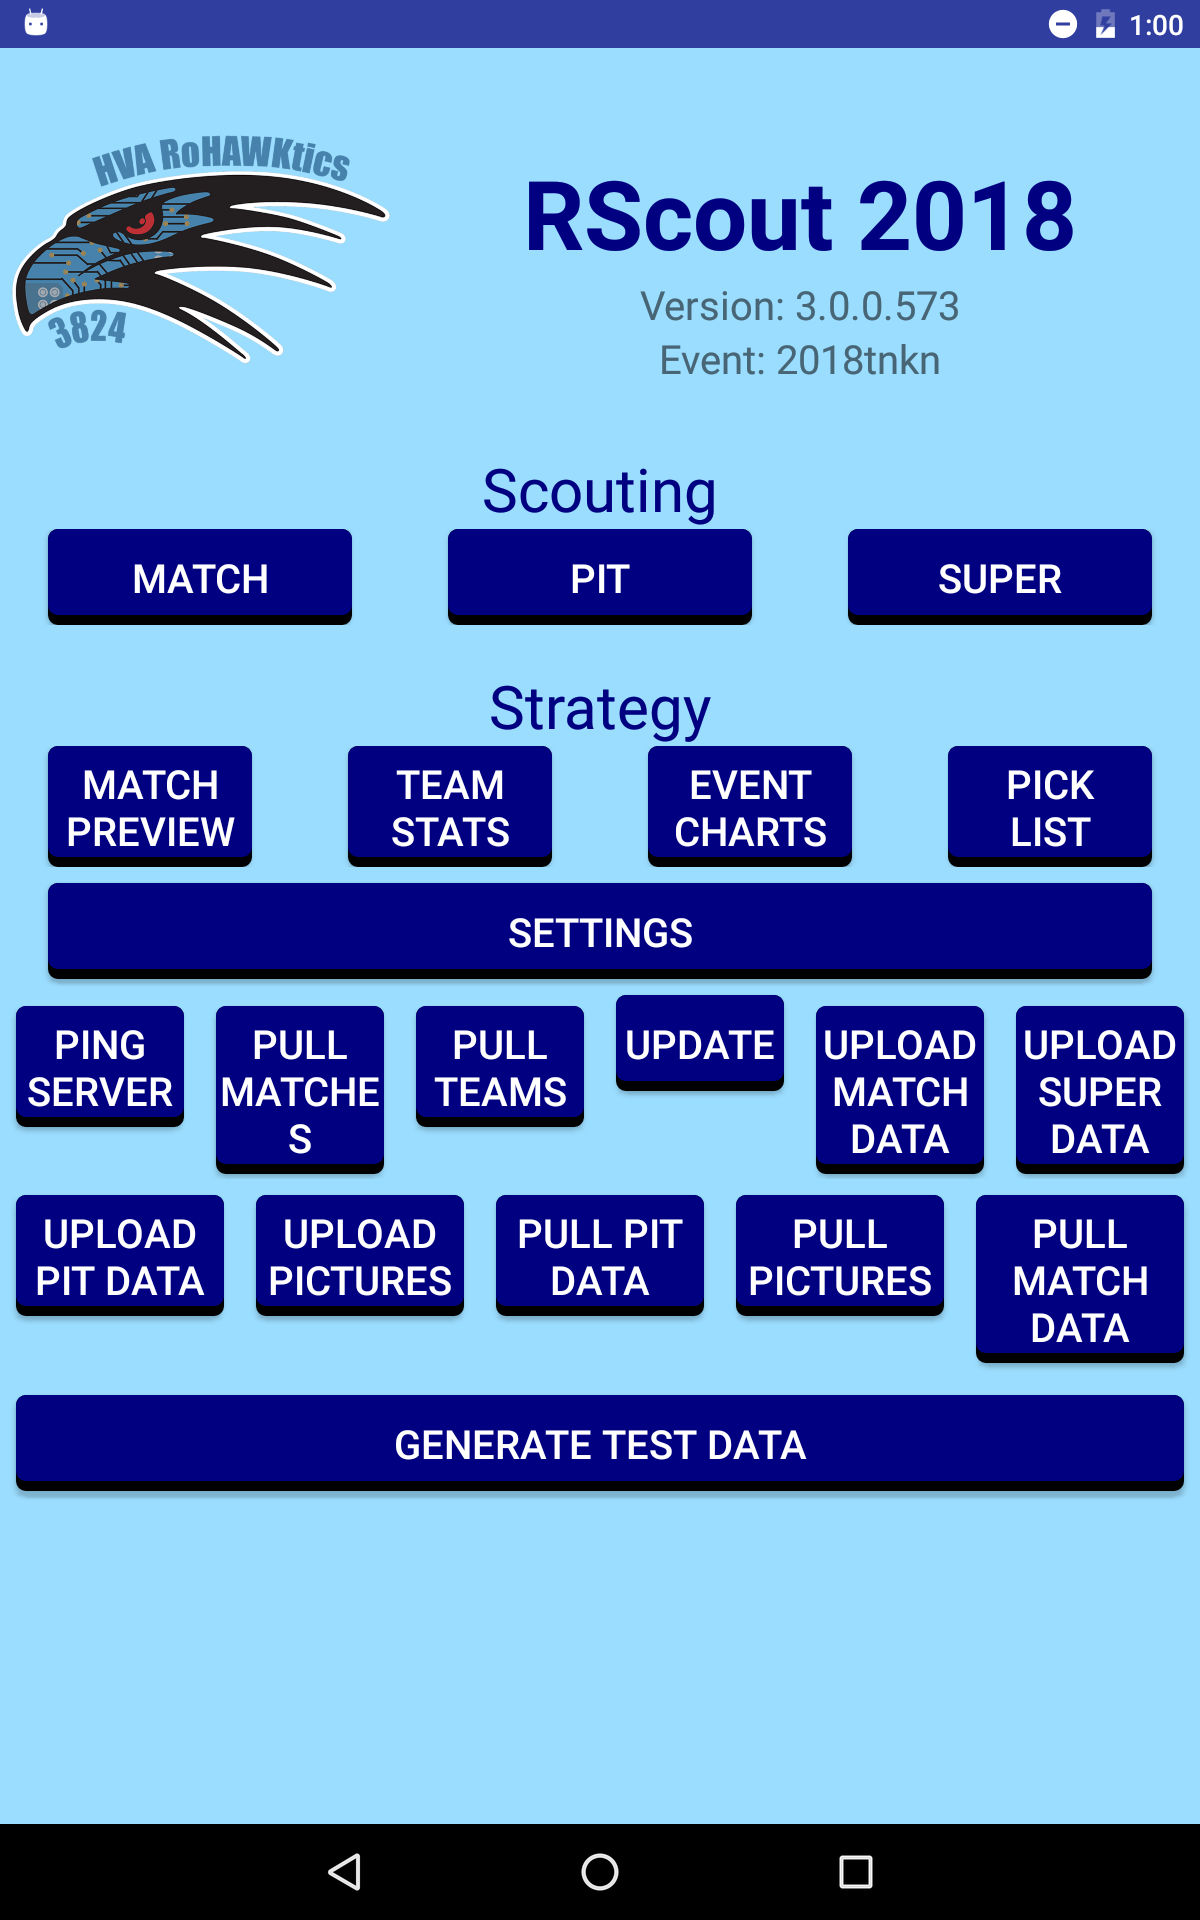 1:00
HVA RoHAWKtics
3824
RScout 2018
Version: 3.0.0.573
Event: 2018tnkn
Scouting
MATCH
PIT
SUPER
Strategy
MATCH
PREVIEW
TEAM
STATS
EVENT
CHARTS
PICK
LIST
SETTINGS
PING
SERVER
PULL
MATCHE
S
PULL
TEAMS
UPDATE
UPLOAD
MATCH
DATA
UPLOAD
SUPER
DATA
UPLOAD
PIT DATA
UPLOAD
PICTURES
PULL PIT
DATA
PULL
PICTURES
PULL
MATCH
DATA
GENERATE TEST DATA